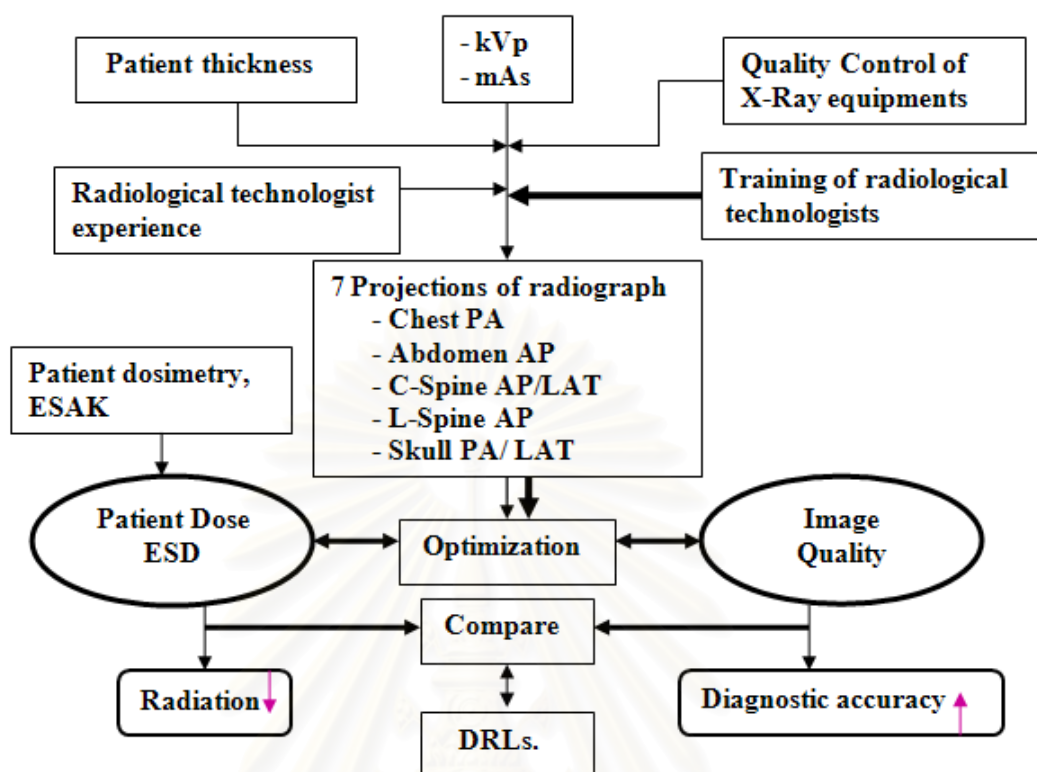 - kVp
- mAs
Patient thickness
Quality Control of
X-Ray equipments
Radiological technologist
experience
Training of radiological
technologists
7 Projections of radiograph
- Chest PA
- Abdomen AP
- C-Spine AP/LAT
- L-Spine AP
- Skull PA/ LAT
Patient dosimetry,
ESAK
Patient Dose
ESD
Optimization
Image
Quality
Compare
Radiation
Diagnostic accuracy
DRLs.